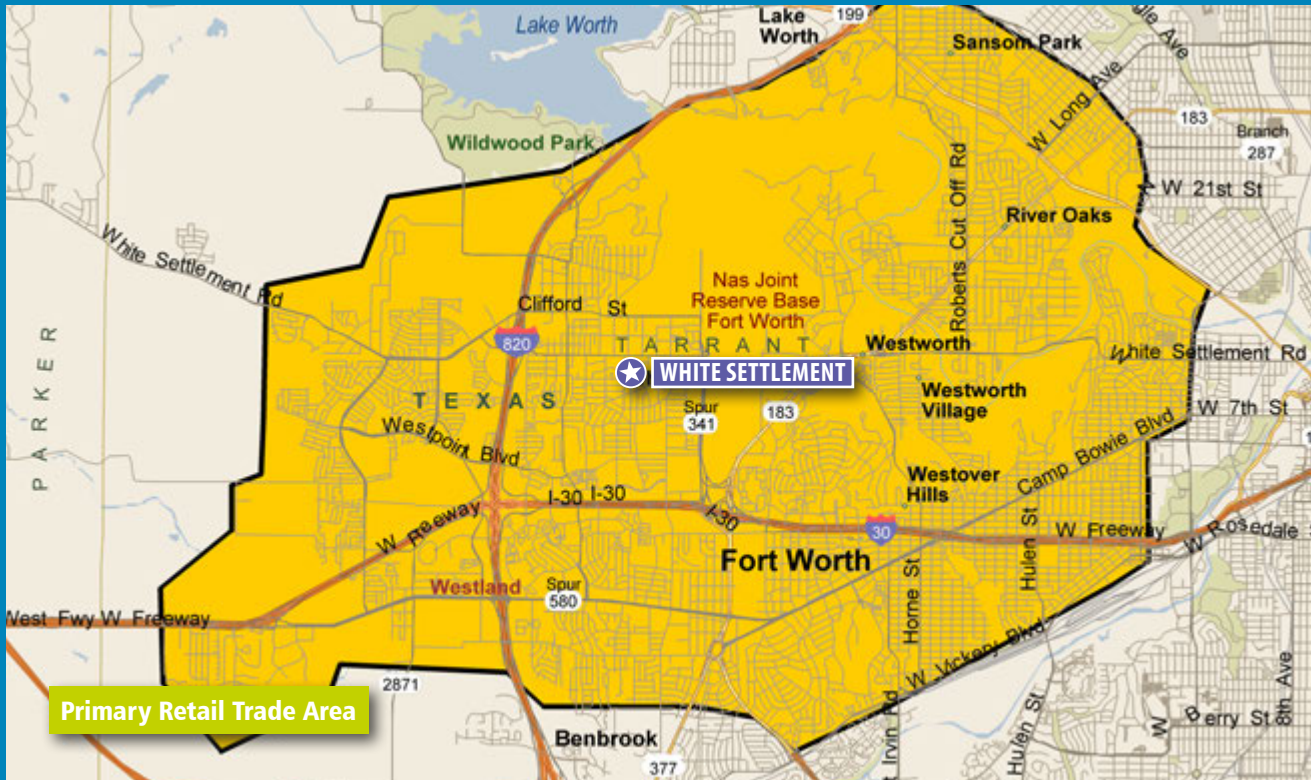 Lake Worth
Lake
Worth
199
Sansom Park
W Long Ave
183
Branch
287
W 21st St
Wildwood Park
River Oaks
Roberts Cut Off Rd
White Settlement Rd
Nas Joint
Reserve Base
Fort Worth
Clifford St
820
TARRANT
Westworth
White Settlement Rd
WHITE SETTLEMENT
PARKER
TEXAS
Westworth
Village
Spur
341
183
W 7th St
Westpoint Blvd
Camp Bowie Blvd
Westover
Hills
I-30 I-30
I-30
W Freeway
30
Hulen St
W Freeway
W Rosedale
Fort Worth
Westland
Spur
580
Horne St
West Fwy W Freeway
W Vickery Blvd
2871
Primary Retail Trade Area
Benbrook
377
t Irvin Rd
Hulen St
W
Berry St
8th Ave